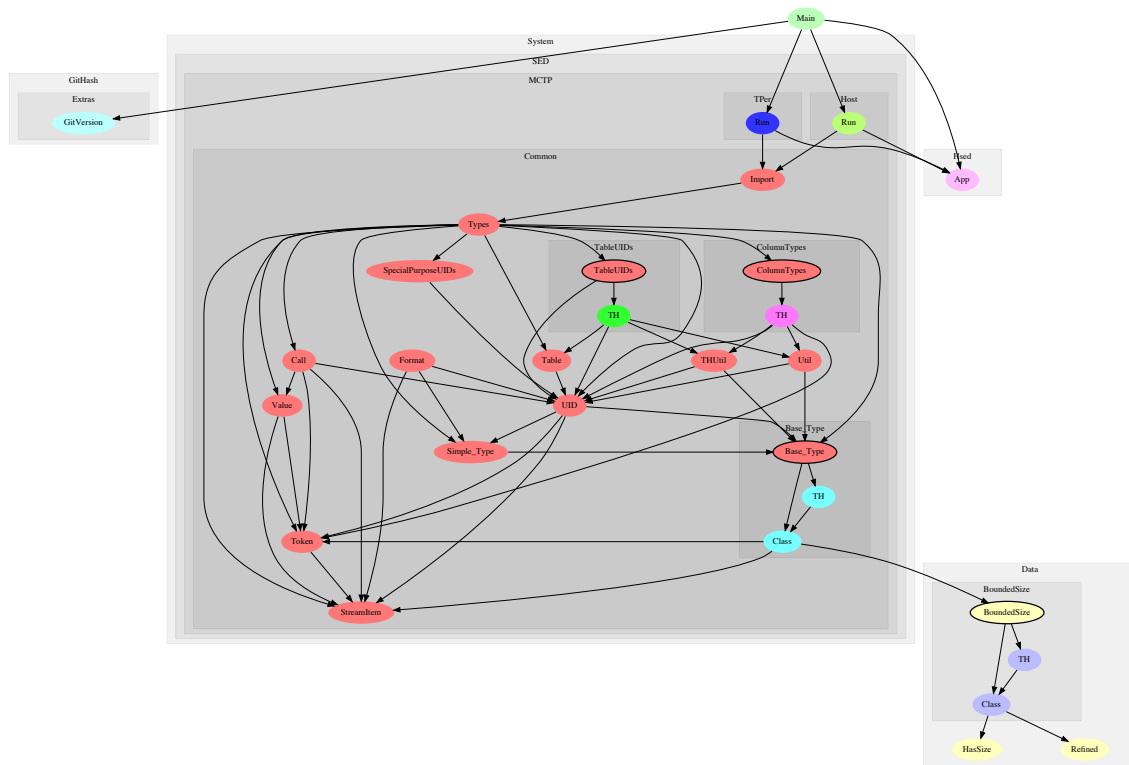 Main
System
SED
GitHash
MCTP
Extras
TPer
Host
GitVersion
Run
Run
Common
Hsed
Import
App
Types
TableUIDs
ColumnTypes
SpecialPurposeUIDs
TableUIDs
ColumnTypes
TH
TH
Call
Format
Table
THUtil
Util
Value
UID
Base_Type
Simple_Type
Base_Type
TH
Token
Class
Data
BoundedSize
StreamItem
BoundedSize
TH
Class
HasSize
Refined